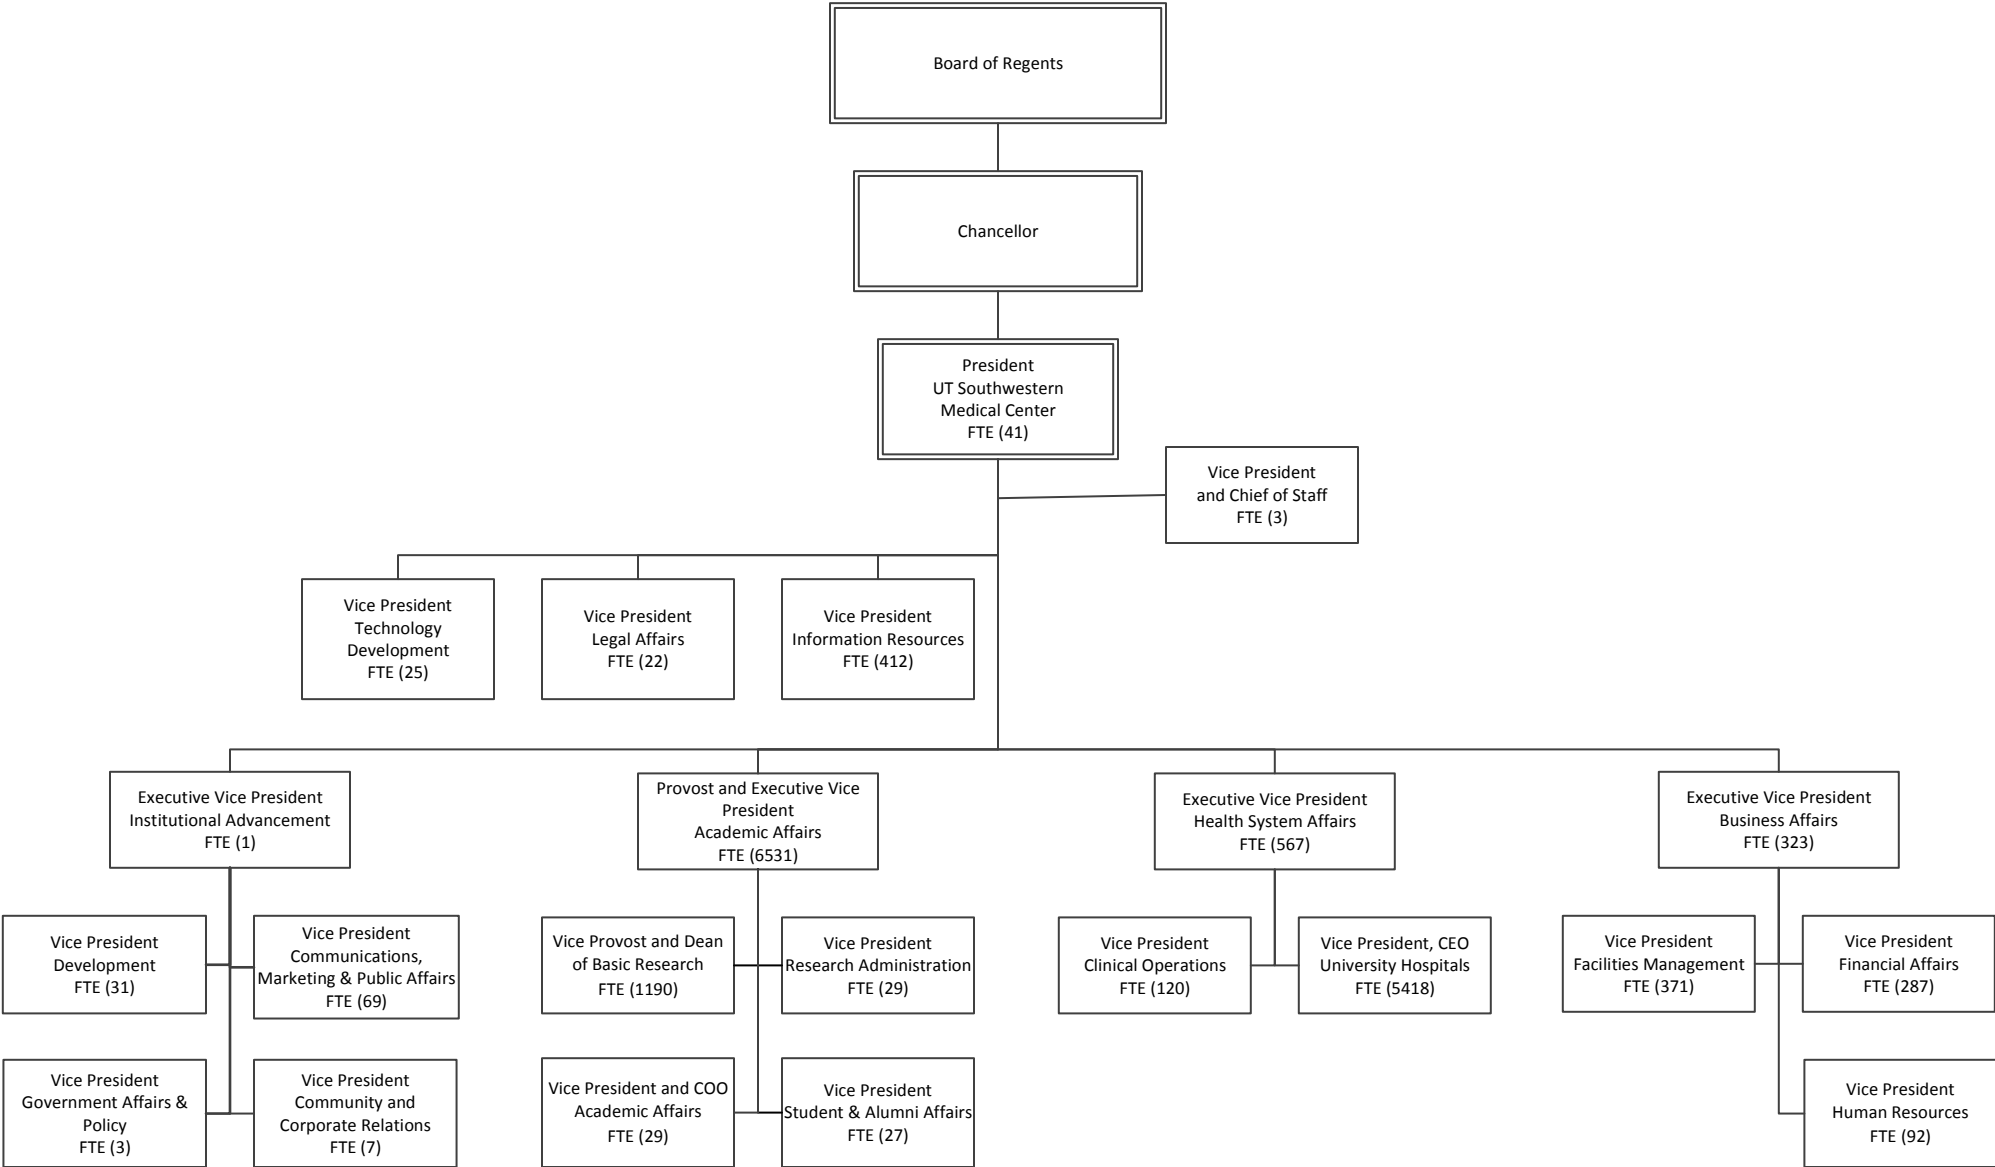 Board of Regents
Chancellor
President
UT Southwestern
Medical Center
FTE (41)
Vice President
and Chief of Staff
FTE (3)
Vice President
Technology
Development
FTE (25)
Vice President
Legal Affairs
FTE (22)
Vice President
Information Resources
FTE (412)
Executive Vice President
Institutional Advancement
FTE (1)
Provost and Executive Vice
President
Academic Affairs
FTE (6531)
Executive Vice President
Health System Affairs
FTE (567)
Executive Vice President
Business Affairs
FTE (323)
Vice President
Development
FTE (31)
Vice President
Communications,
Marketing & Public Affairs
FTE (69)
Vice Provost and Dean
of Basic Research
FTE (1190)
Vice President
Research Administration
FTE (29)
Vice President
Clinical Operations
FTE (120)
Vice President, CEO
University Hospitals
FTE (5418)
Vice President
Facilities Management
FTE (371)
Vice President
Financial Affairs
FTE (287)
Vice President
Government Affairs &
Policy
FTE (3)
Vice President
Community and
Corporate Relations
FTE (7)
Vice President and COO
Academic Affairs
FTE (29)
Vice President
Student & Alumni Affairs
FTE (27)
Vice President
Human Resources
FTE (92)